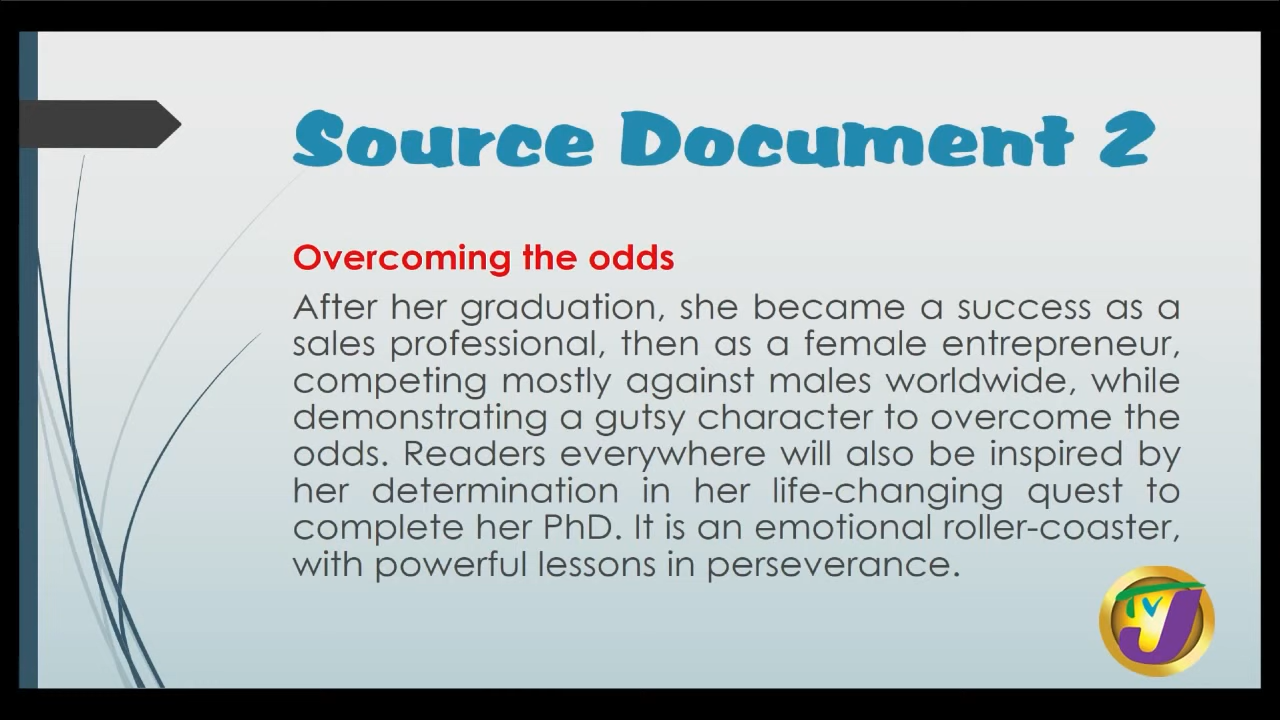 Source Document 2
Overcoming the odds
After her graduation, she became a success as a
sales professional, then as a female entrepreneur,
competing mostly against males worldwide, while
demonstrating a gutsy character to overcome the
odds. Readers everywhere will also be inspired by
her determination in her life-changing quest to
complete her PhD. It is an emotional roller-coaster,
with powerful lessons in perseverance.
TVJ